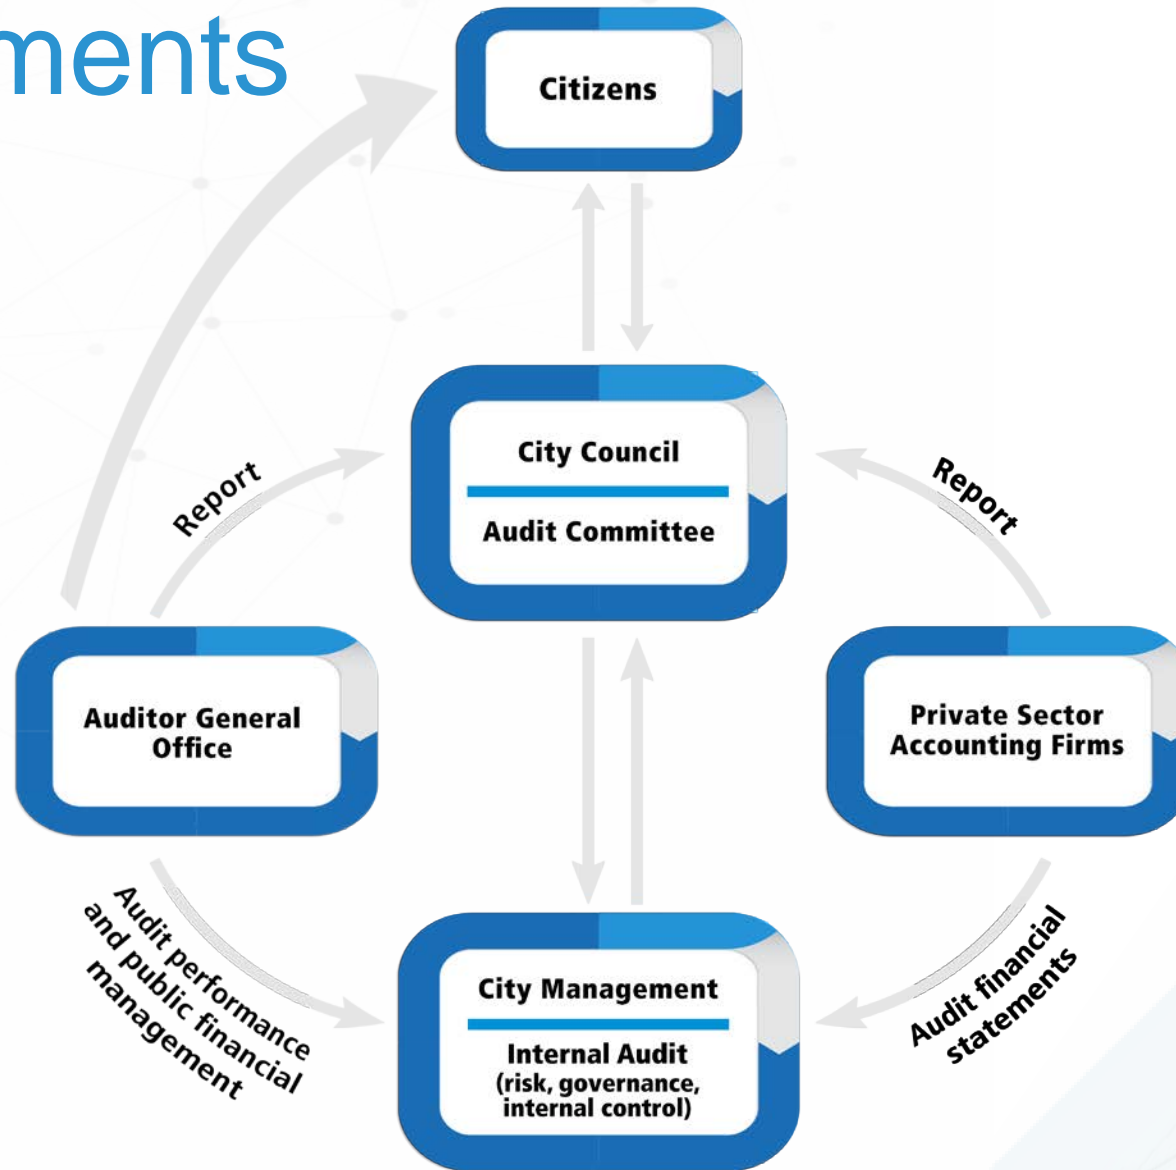 ments
Citizens
City Council
Audit Committee
Report
Report
Auditor General
Office
Private Sector
Accounting Firms
Audit performance
and public financial
management
Audit financial
statements
City Management
Internal Audit
(risk, governance,
internal control)